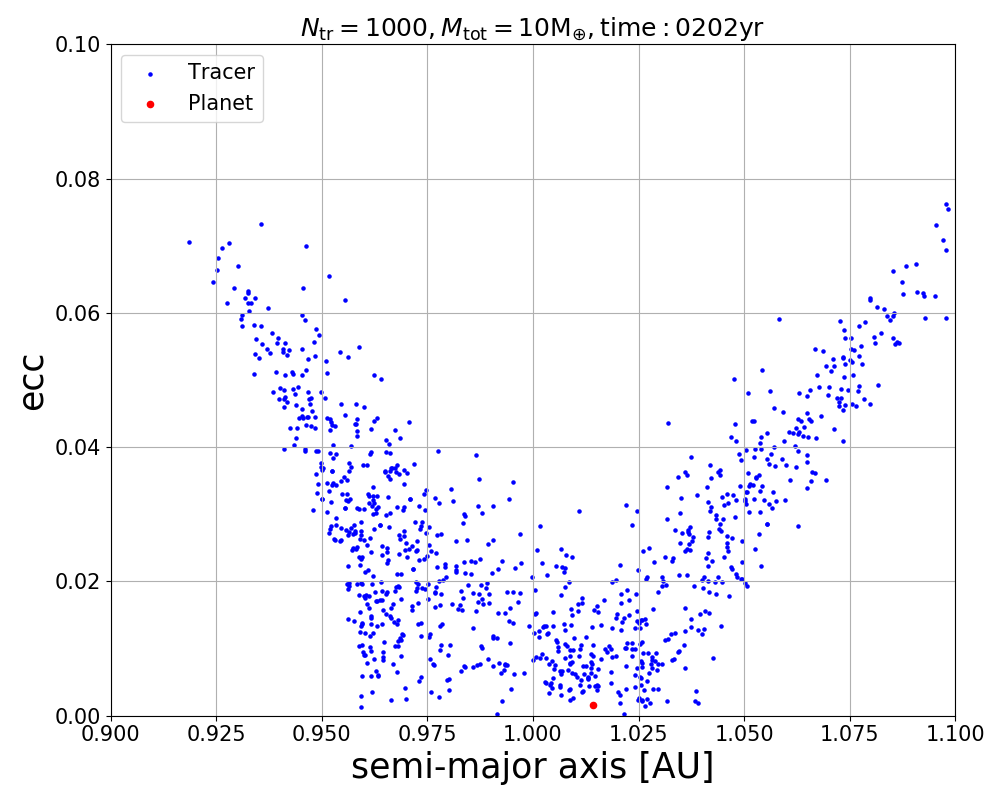 N_tr = 1000, M_tot = 10M_⊕, time : 0202yr
Tracer
Planet
0.10
0.08
0.06
0.04
0.02
0.00
ecc
0.900 0.925 0.950 0.975 1.000 1.025 1.050 1.075 1.100
semi-major axis [AU]